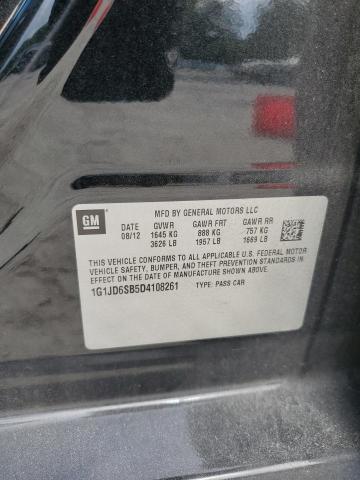 GM
MFD BY GENERAL MOTORS LLC
DATE GVWR GAWR FRT GAWR RR
08/12 1645 KG 888 KG 757 KG
3626 LB 1957 LB 1669 LB
THIS VEHICLE CONFORMS TO ALL APPLICABLE U.S. FEDERAL MOTOR
VEHICLE SAFETY, BUMPER, AND THEFT PREVENTION STANDARDS IN
EFFECT ON THE DATE OF MANUFACTURE SHOWN ABOVE.
1G1JD6SB5D4108261 TYPE: PASS CAR